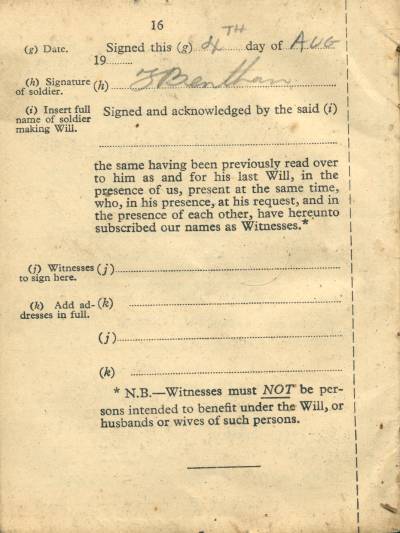 16
(g) Date. Signed this (g) 4TH day of AUG
19
(h) Signature of soldier. (h) Bentham
(i) Insert full name of soldier making Will. Signed and acknowledged by the said (i)
the same having been previously read over
to him as and for his last Will, in the
presence of us, present at the same time,
who, in his presence, at his request, and in
the presence of each other, have hereunto
subscribed our names as Witnesses.*
(j) Witnesses to sign here. (j)
(k) Add addresses in full. (k)
(j)
(k)
* N.B.—Witnesses must NOT be per-
sons intended to benefit under the Will, or
husbands or wives of such persons.